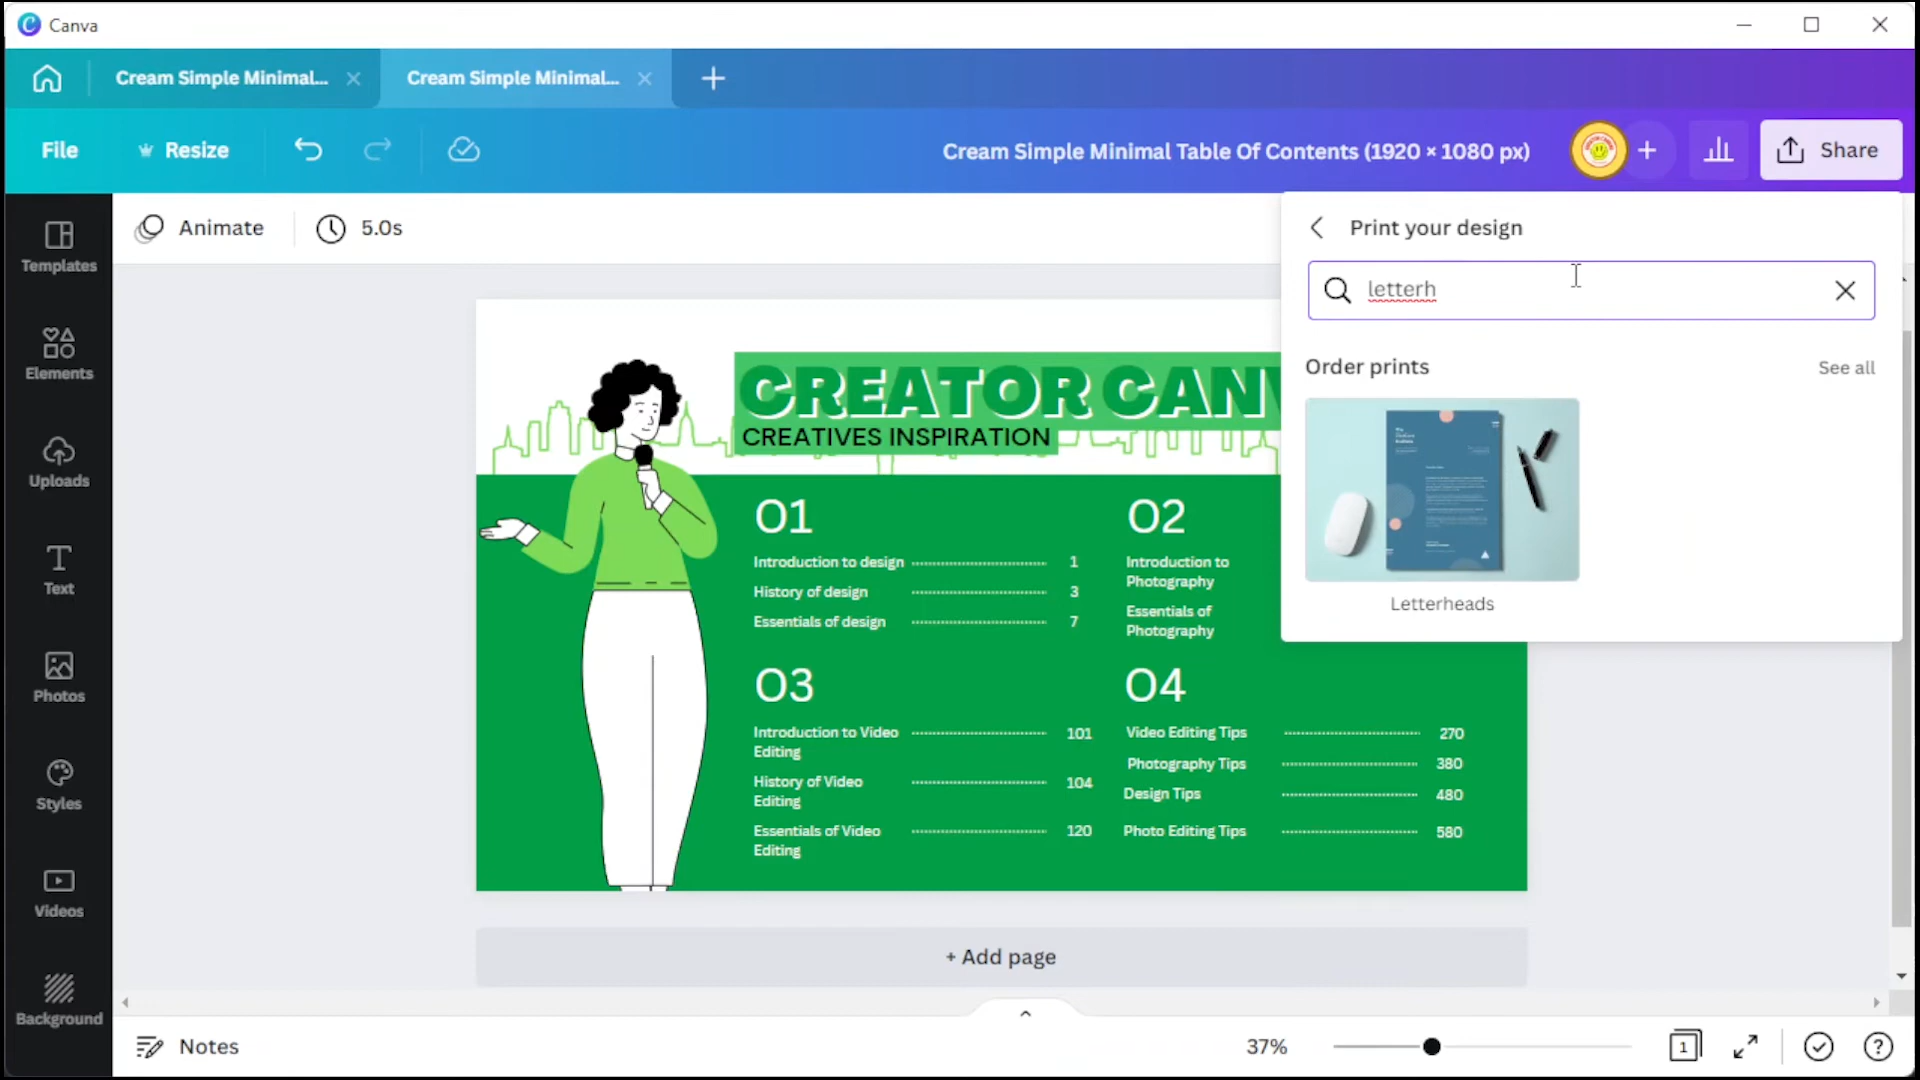 Canva
Cream Simple Minimal...
Cream Simple Minimal...
File
Resize
Cream Simple Minimal Table Of Contents (1920 × 1080 px)
Share
Animate
5.0s
Print your design
letterh
Order prints
See all
Letterheads
Templates
Elements
Uploads
Text
Photos
Styles
Videos
Background
CREATOR CANV
CREATIVES INSPIRATION
01
Introduction to design 1
History of design 3
Essentials of design 7
02
Introduction to
Photography
Essentials of
Photography
03
Introduction to Video
Editing
101
History of Video
Editing
104
Essentials of Video
Editing
120
04
Video Editing Tips 270
Photography Tips 380
Design Tips 480
Photo Editing Tips 580
+ Add page
Notes
37%
1